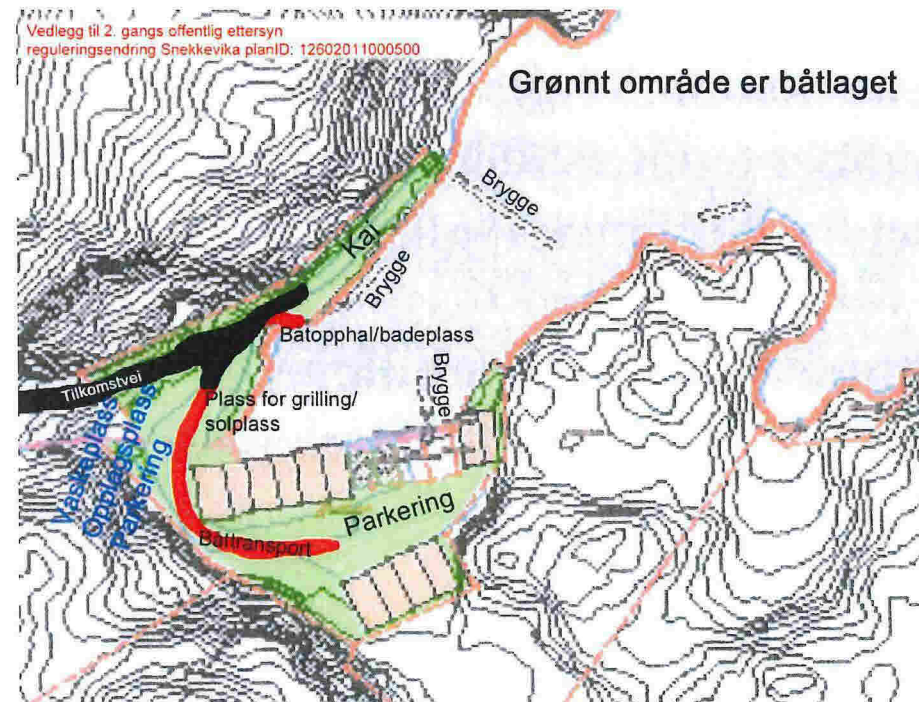 Vedlegg til 2. gangs offentlig ettersyn
reguleringsendring Snekkevika planID: 12602011000500
Grønnt område er båtlaget
Brygge
Kai
Brygge
Båtopphal/badeplass
Tilkomstvei
Brygge
Plass for grilling/
solplass
Vaskeplass
Opplagsplass
Parkering
Parkering
Båttransport